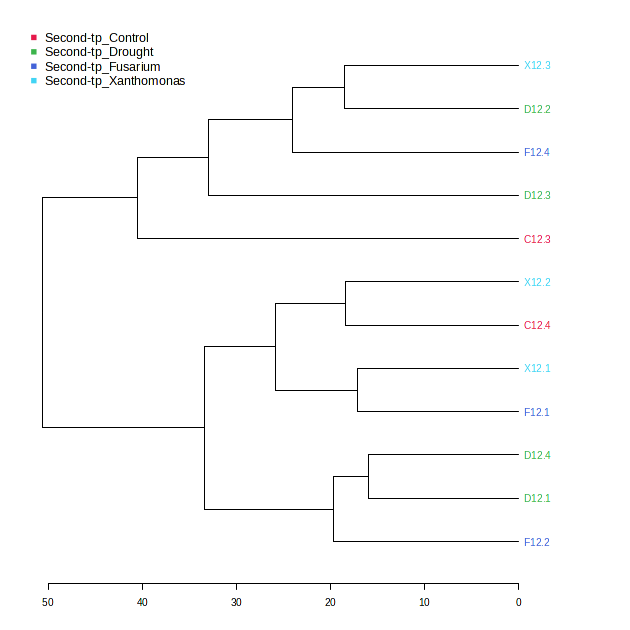 Second-tp_Control
Second-tp_Drought
Second-tp_Fusarium
Second-tp_Xanthomonas
X12.3
D12.2
F12.4
D12.3
C12.3
X12.2
C12.4
X12.1
F12.1
D12.4
D12.1
F12.2
50 40 30 20 10 0